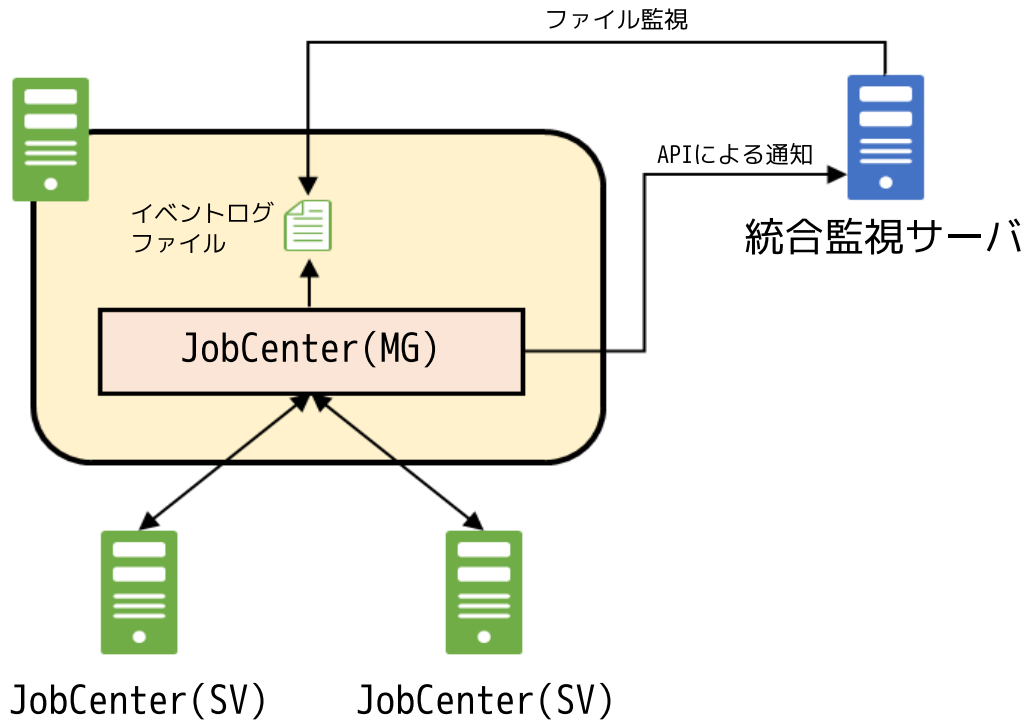 ファイル監視
APIによる通知
イベントログ
ファイル
統合監視サーバ
JobCenter(MG)
JobCenter(SV)
JobCenter(SV)